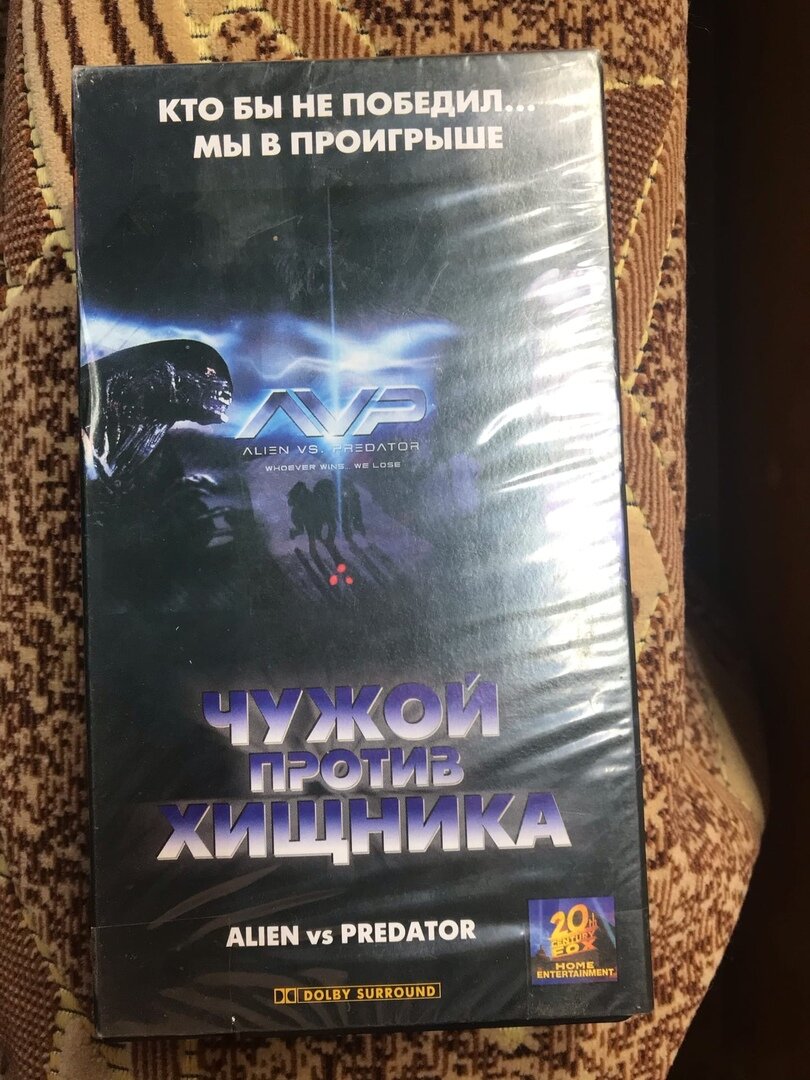 КТО БЫ НЕ ПОБЕДИЛ...
МЫ В ПРОИГРЫШЕ
AVP
ALIEN VS. PREDATOR
WHOEVER WINS.. WE LOSE
ЧУЖОЙ
ПРОТИВ
ХИЩНИКА
ALIEN vs PREDATOR
20th
CENTURY
FOX
HOME
ENTERTAINMENT
DOLBY SURROUND